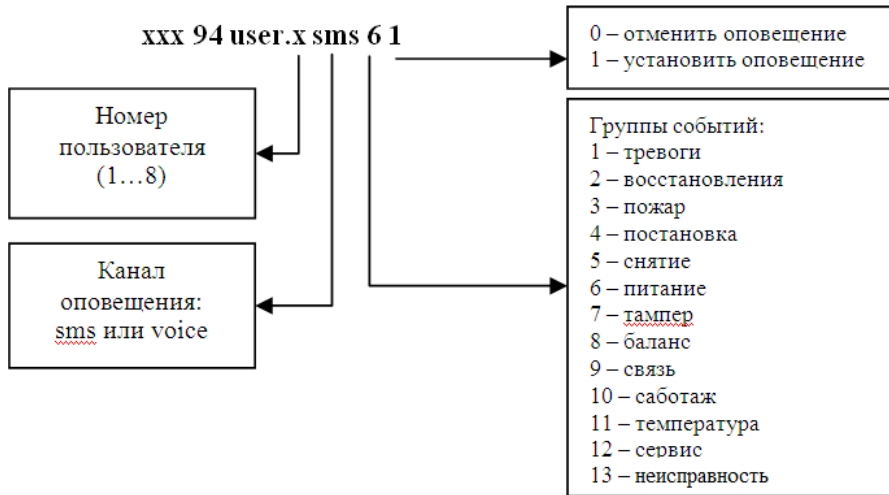 xxx 94 user.x sms 6 1
0 – отменить оповещение
1 – установить оповещение
Номер
пользователя
(1...8)
Канал
оповещения:
sms или voice
Группы событий:
1 – тревоги
2 – восстановления
3 – пожар
4 – постановка
5 – снятие
6 – питание
7 – тампер
8 – баланс
9 – связь
10 – саботаж
11 – температура
12 – сервис
13 – неисправность